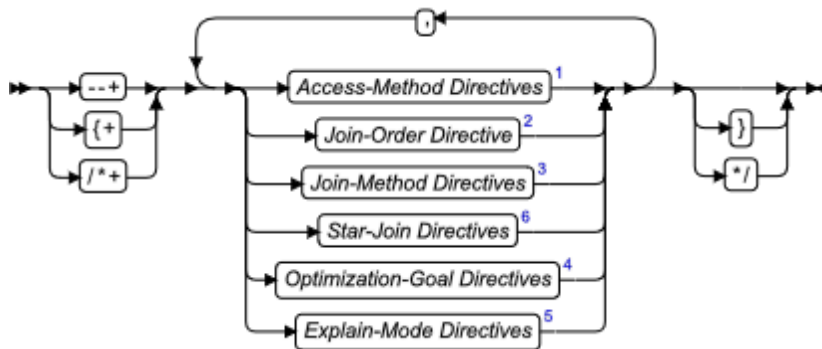 ,
--+
Access-Method Directives 1
{+
Join-Order Directive 2
}
/*+
Join-Method Directives 3
*/
Star-Join Directives 6
Optimization-Goal Directives 4
Explain-Mode Directives 5